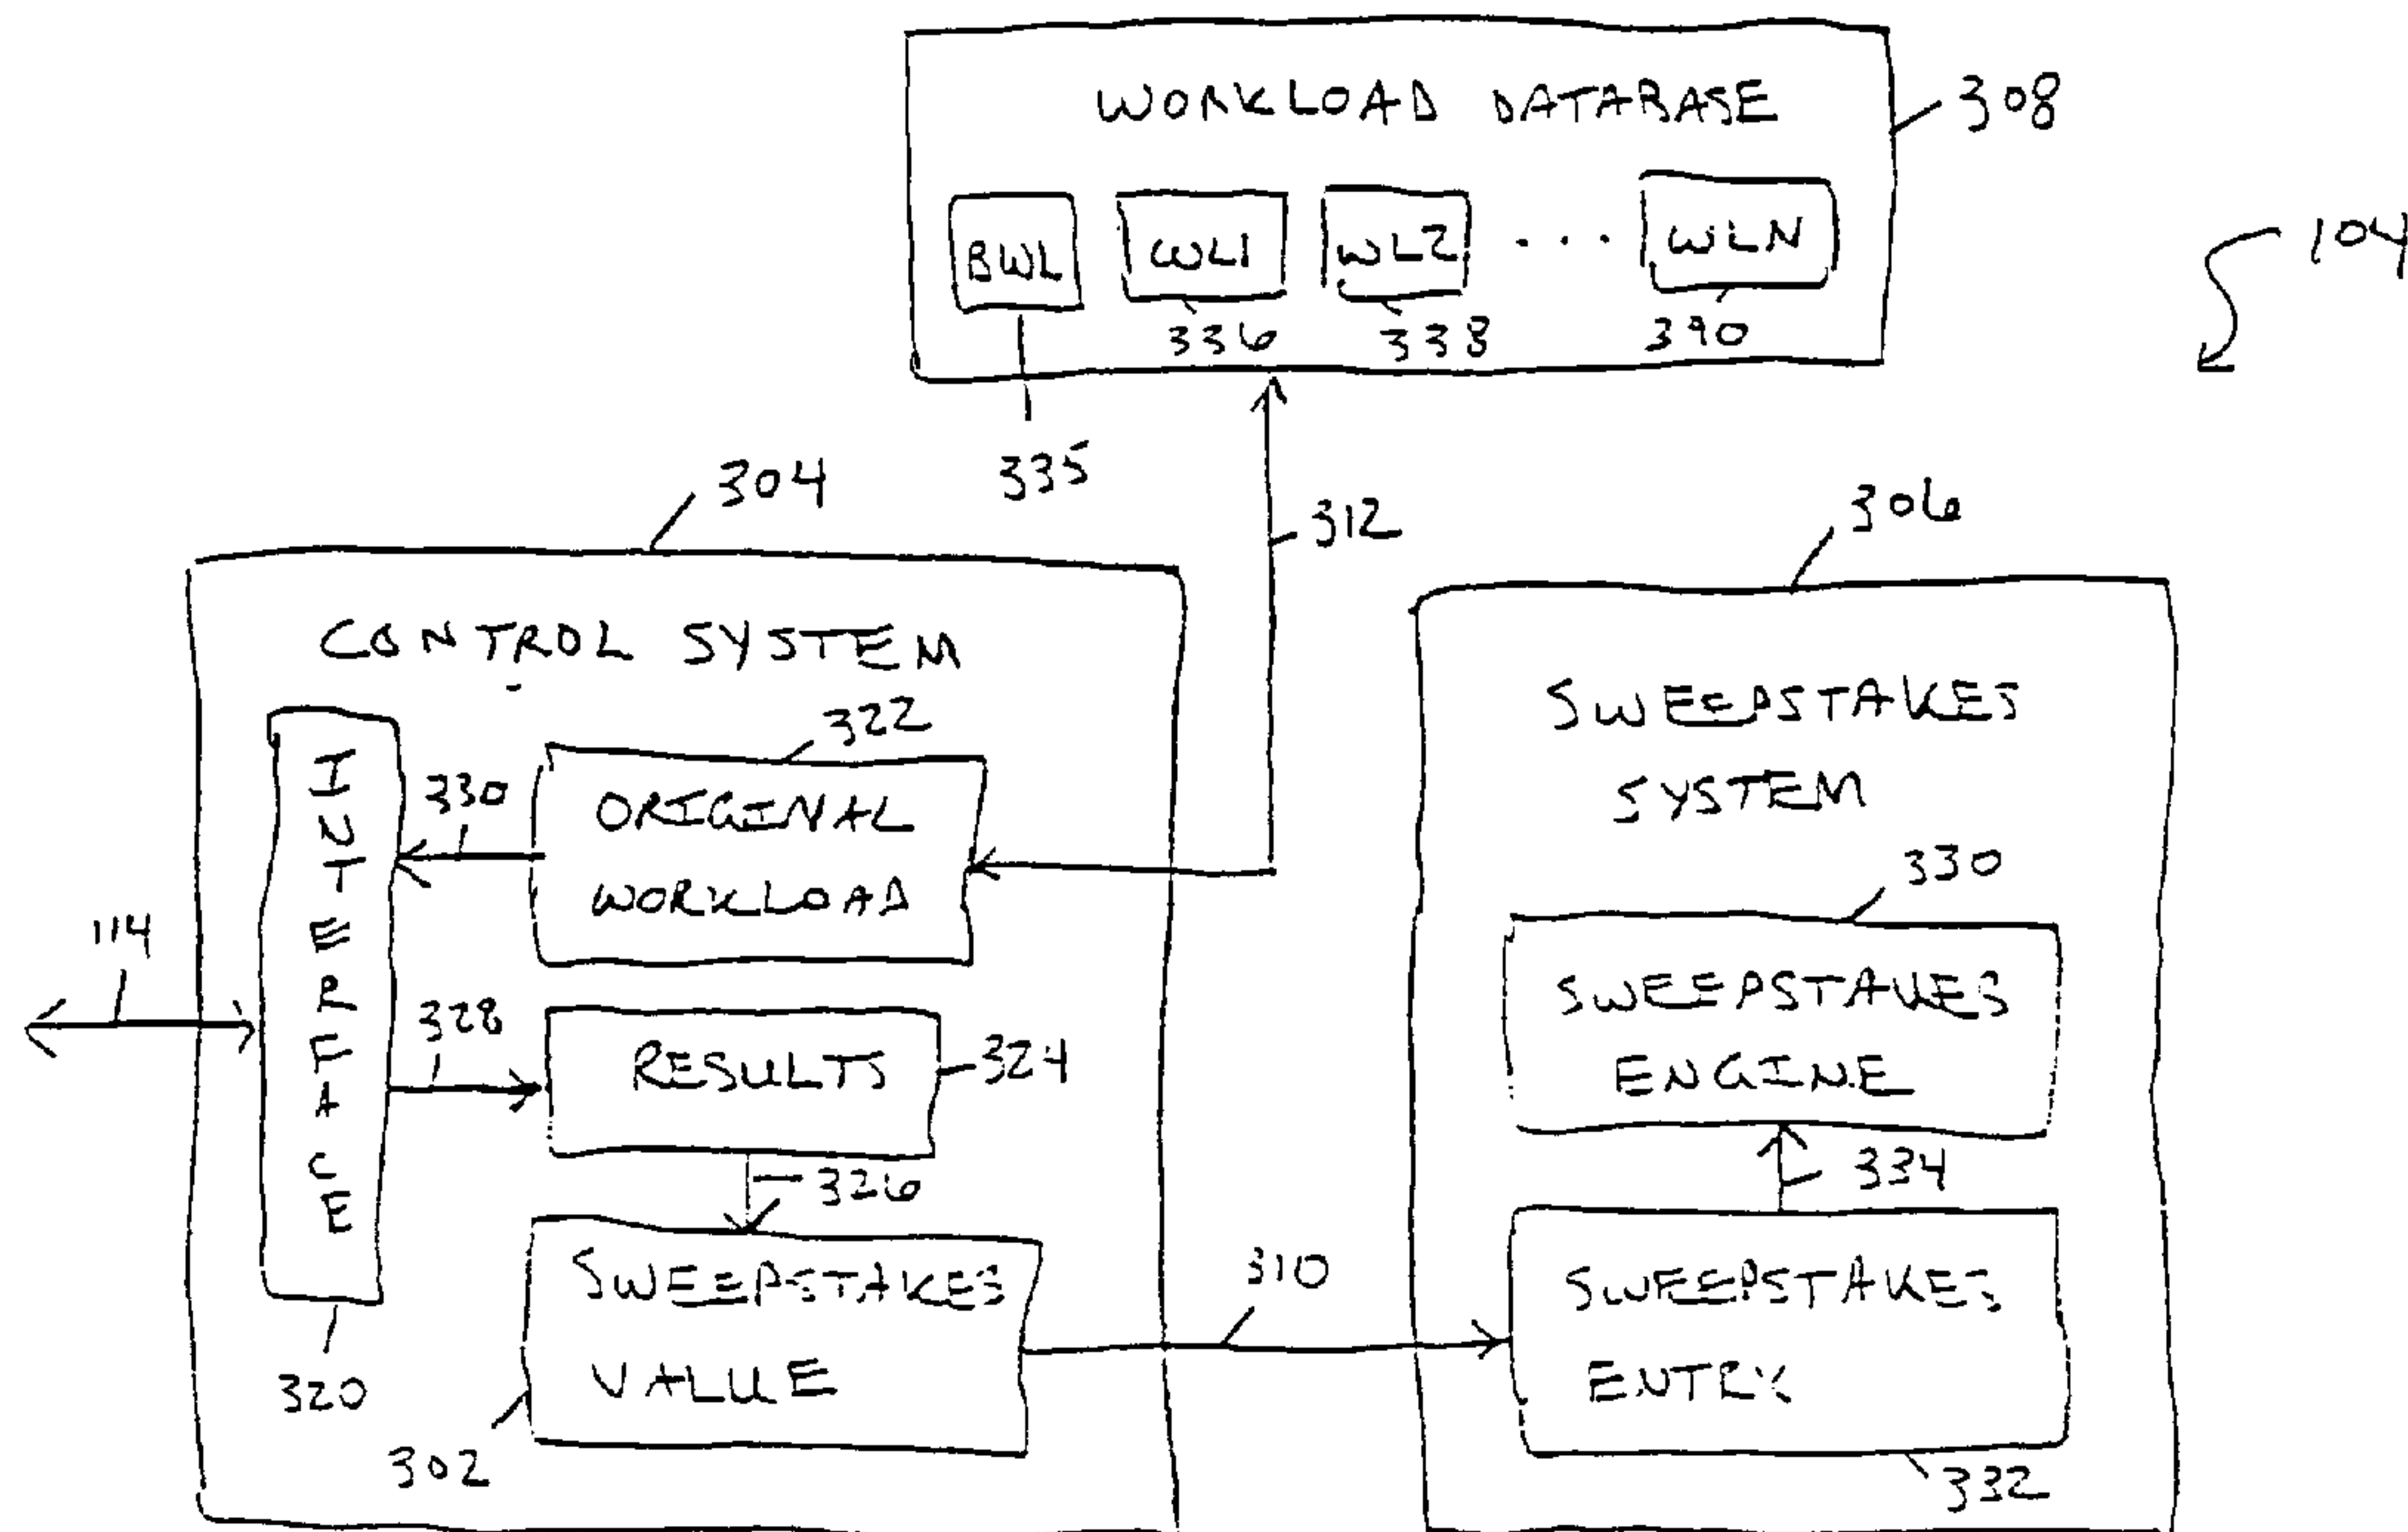 WORKLOAD DATABASE
308
BWL WL1 WL2 ... WLN
336 338 390
104
335
304
312
306
CONTROL SYSTEM
SWEEPSTAKES
SYSTEM
322
330
ORIGINAL
WORKLOAD
INTERFACE
114
328
RESULTS
324
326
SWEEPSTAKES
VALUE
302
320
310
330
SWEEPSTAKES
ENGINE
334
SWEEPSTAKES
ENTRY
332